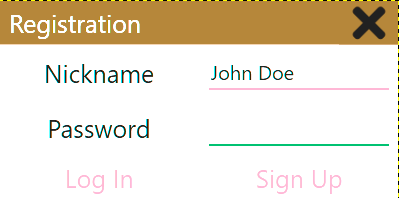 Registration
Nickname John Doe
Password
Log In Sign Up